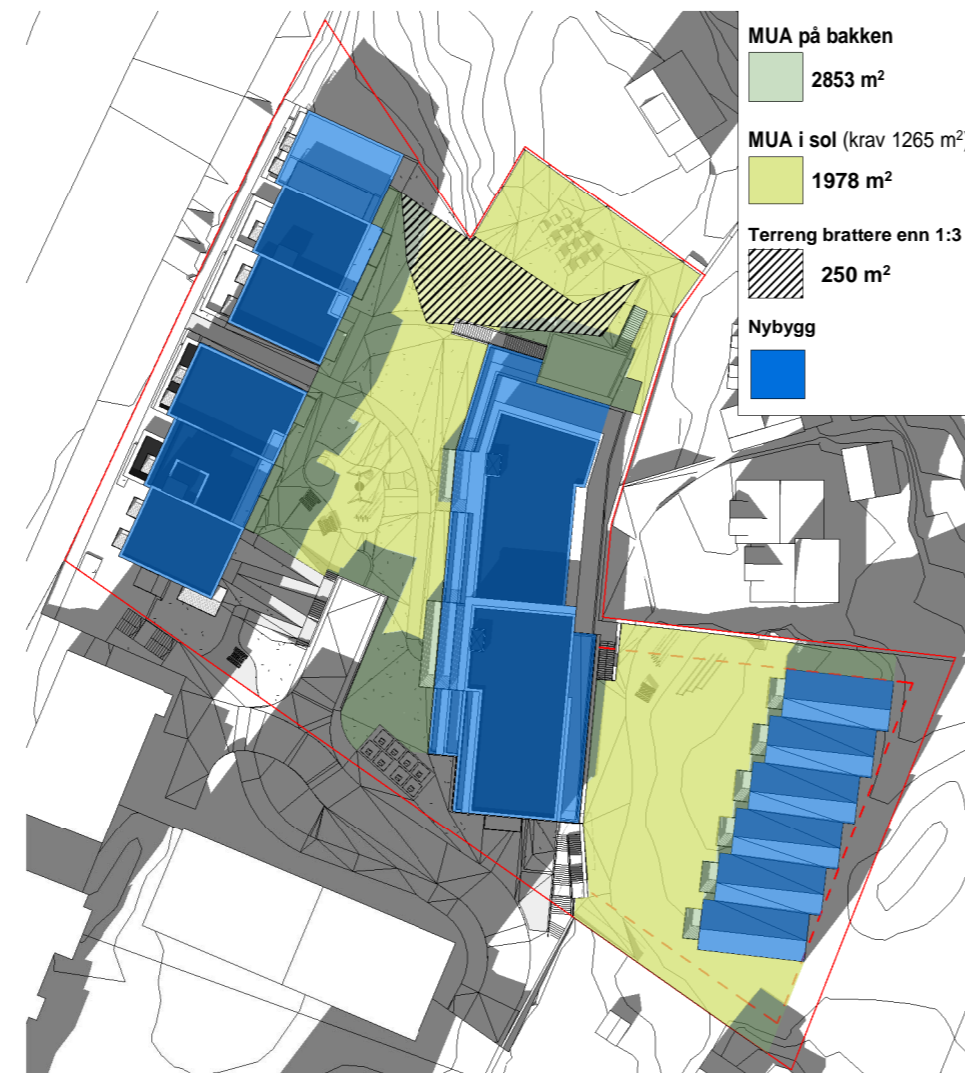 MUA på bakken
2853 m²
MUA i sol (krav 1265 m²)
1978 m²
Terreng brattere enn 1:3
250 m²
Nybygg